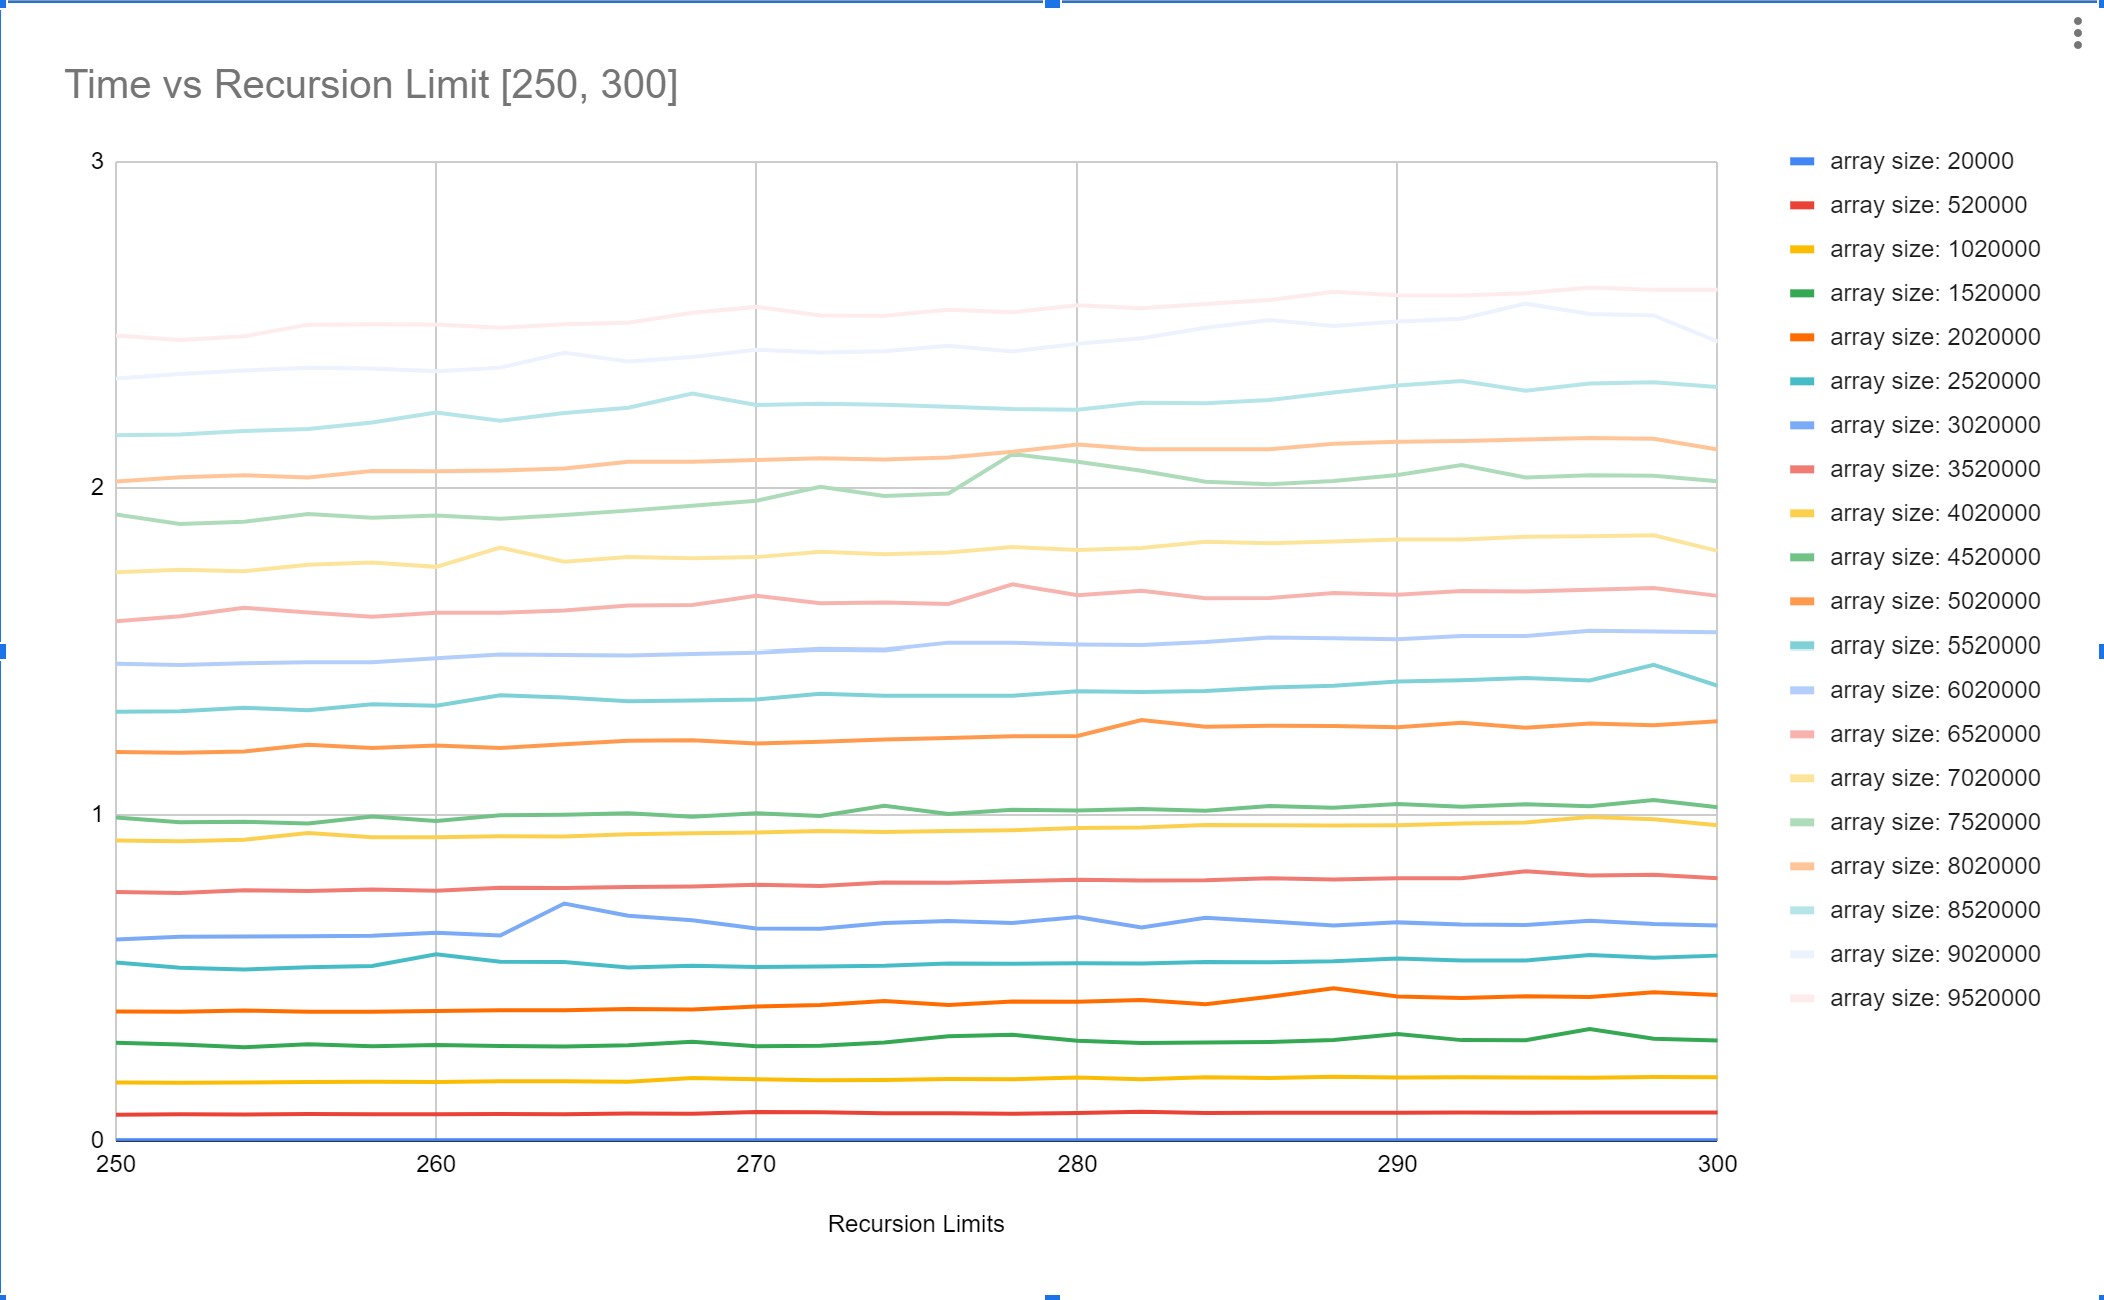 Time vs Recursion Limit [250, 300]
3
2
1
0
250 260 270 280 290 300
Recursion Limits
array size: 20000
array size: 520000
array size: 1020000
array size: 1520000
array size: 2020000
array size: 2520000
array size: 3020000
array size: 3520000
array size: 4020000
array size: 4520000
array size: 5020000
array size: 5520000
array size: 6020000
array size: 6520000
array size: 7020000
array size: 7520000
array size: 8020000
array size: 8520000
array size: 9020000
array size: 9520000